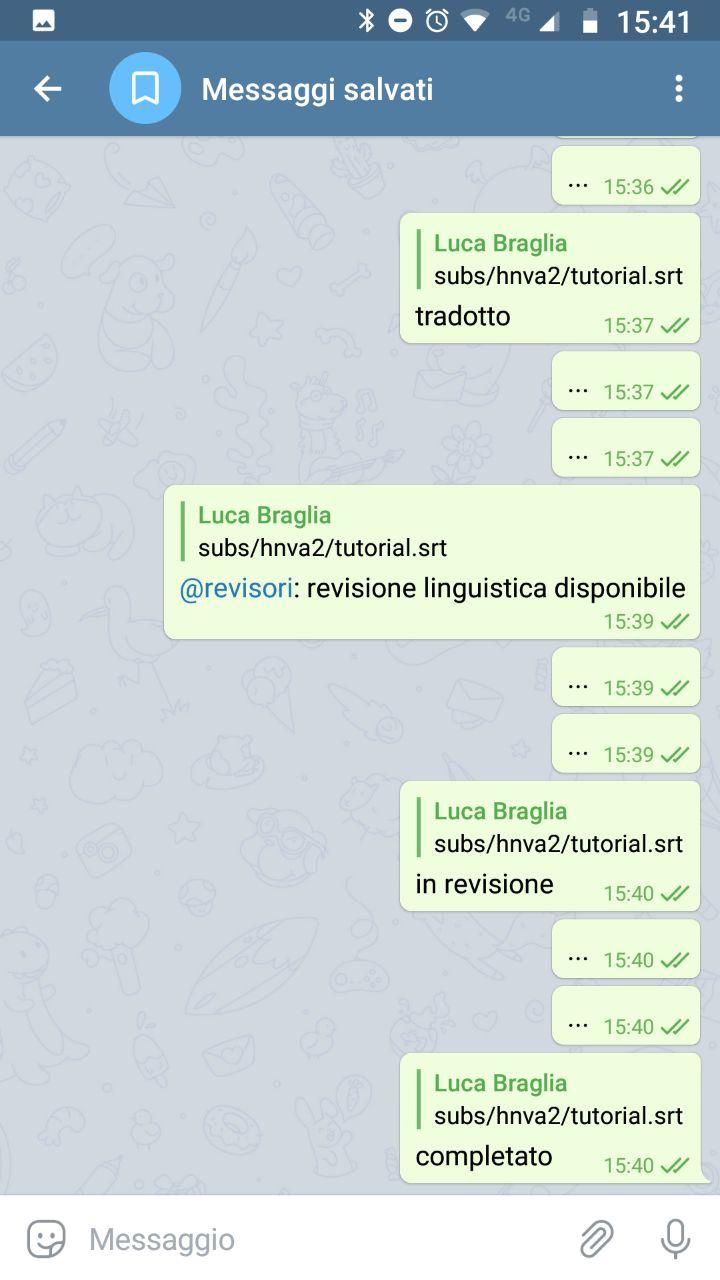 4G 15:41
Messaggi salvati
... 15:36
Luca Braglia
subs/hnva2/tutorial.srt
tradotto 15:37
... 15:37
... 15:37
Luca Braglia
subs/hnva2/tutorial.srt
@revisori: revisione linguistica disponibile
15:39
... 15:39
... 15:39
Luca Braglia
subs/hnva2/tutorial.srt
in revisione 15:40
... 15:40
... 15:40
Luca Braglia
subs/hnva2/tutorial.srt
completato 15:40
Messaggio